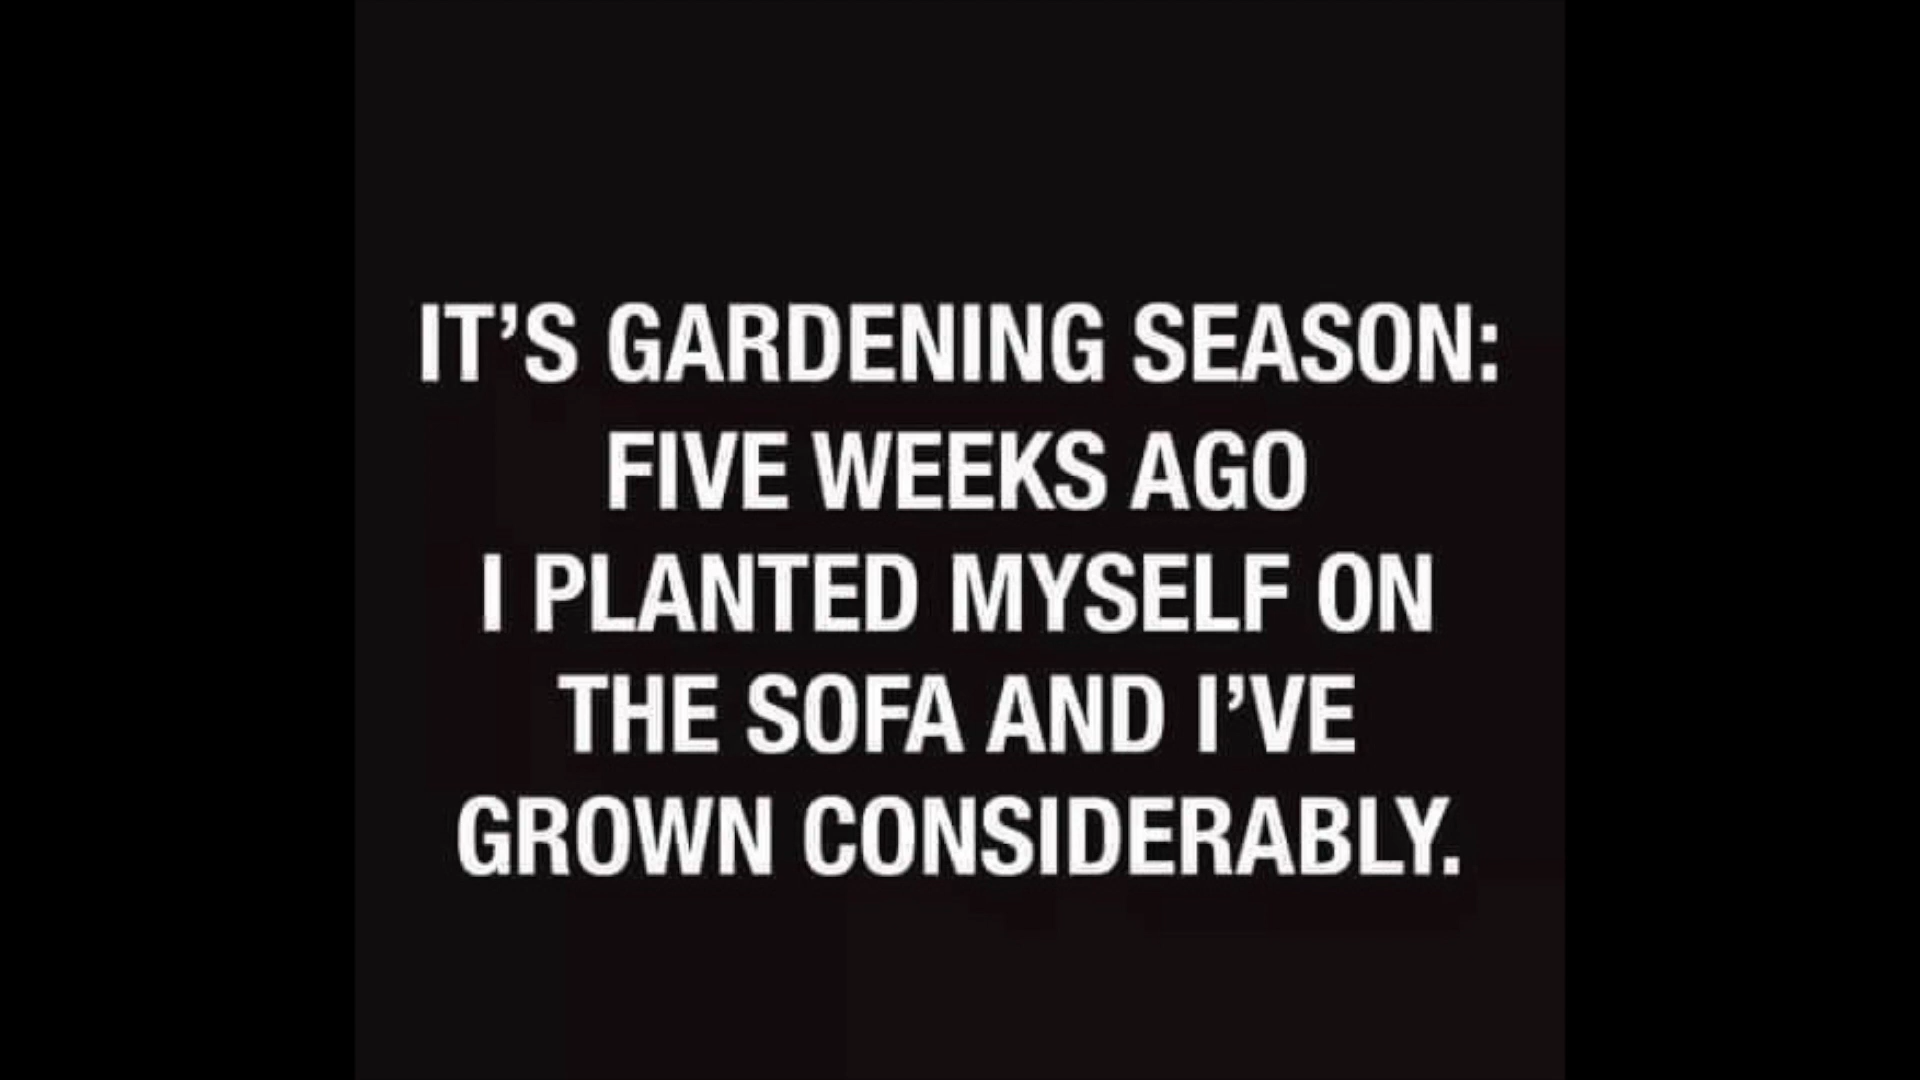 IT’S GARDENING SEASON:
FIVE WEEKS AGO
I PLANTED MYSELF ON
THE SOFA AND I’VE
GROWN CONSIDERABLY.